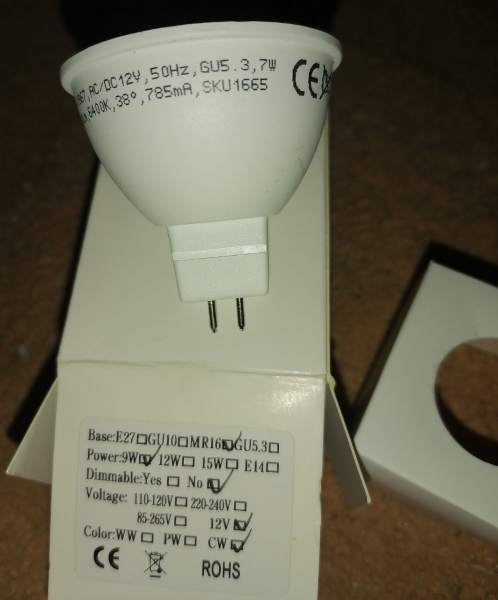 ,AC/DC12V,50Hz,GU5.3,7W CE
6400K,38°,785mA,SKU1665
Base:E27☐GU10☐MR16☑GU5.3☐
Power:9W☑ 12W☐ 15W☐ E14☐
Dimmable:Yes ☐ No ☑
Voltage: 110-120V☐ 220-240V☐
85-265V☐ 12V☑
Color:WW ☐ PW ☐ CW☑
CE ROHS